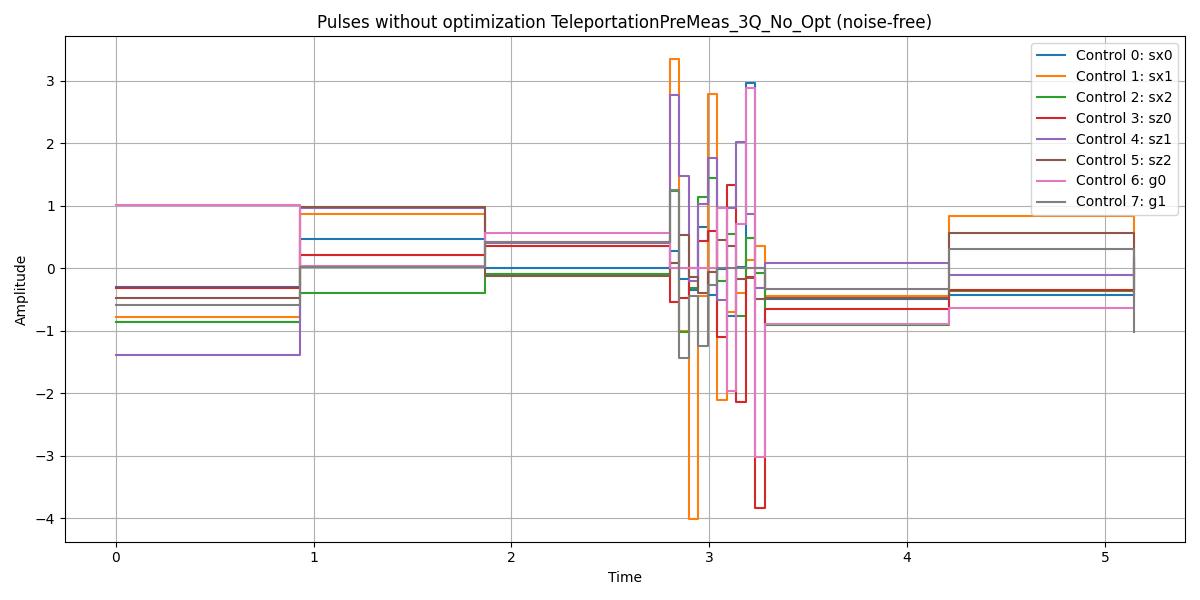 Pulses without optimization TeleportationPreMeas_3Q_No_Opt (noise-free)
Amplitude
3
2
1
0
−1
−2
−3
−4
0 1 2 3 4 5
Time
Control 0: sx0
Control 1: sx1
Control 2: sx2
Control 3: sz0
Control 4: sz1
Control 5: sz2
Control 6: g0
Control 7: g1